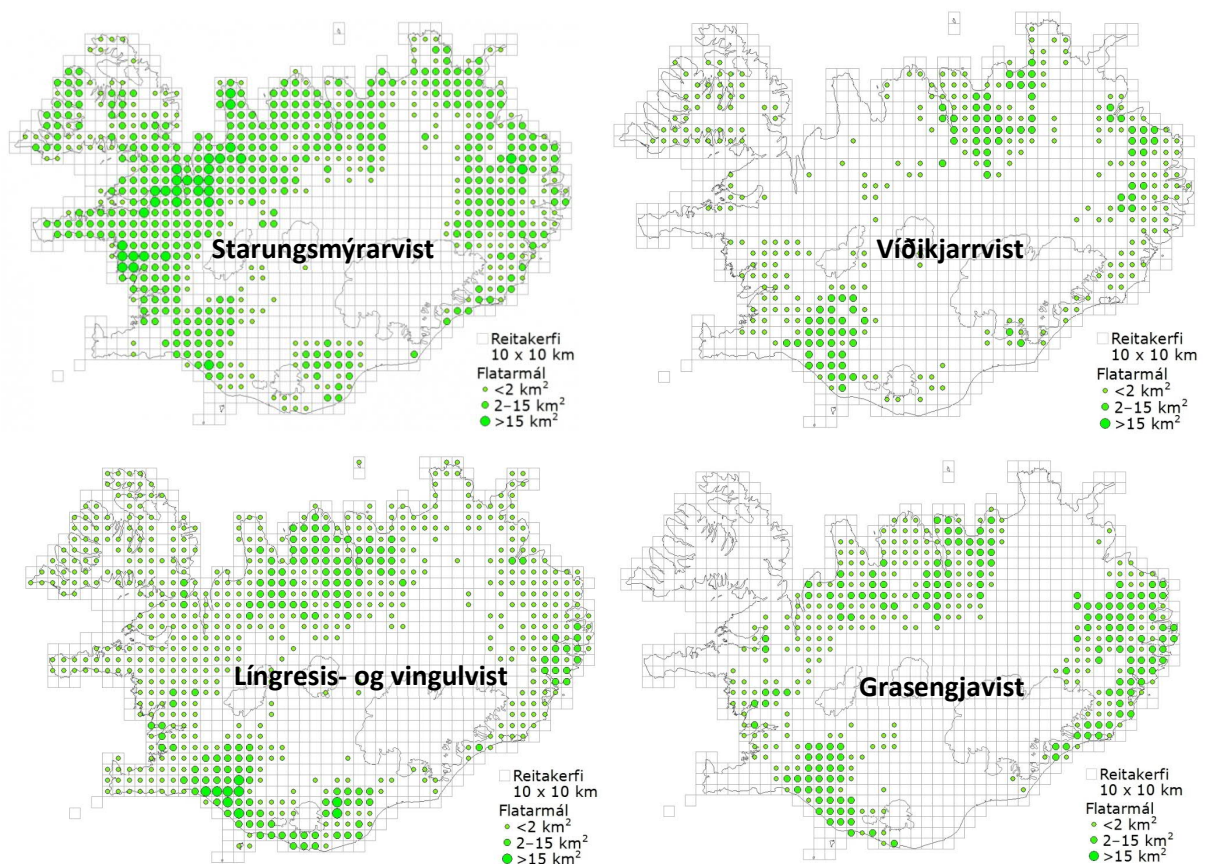 Starungsmýrarvist
Reitakerfi
10 x 10 km
Flatarmál
<2 km²
2–15 km²
>15 km²
Víðikjarrvist
Reitakerfi
10 x 10 km
Flatarmál
<2 km²
2–15 km²
>15 km²
Língresis- og vingulvist
Reitakerfi
10 x 10 km
Flatarmál
<2 km²
2–15 km²
>15 km²
Grasengjavist
Reitakerfi
10 x 10 km
Flatarmál
<2 km²
2–15 km²
>15 km²